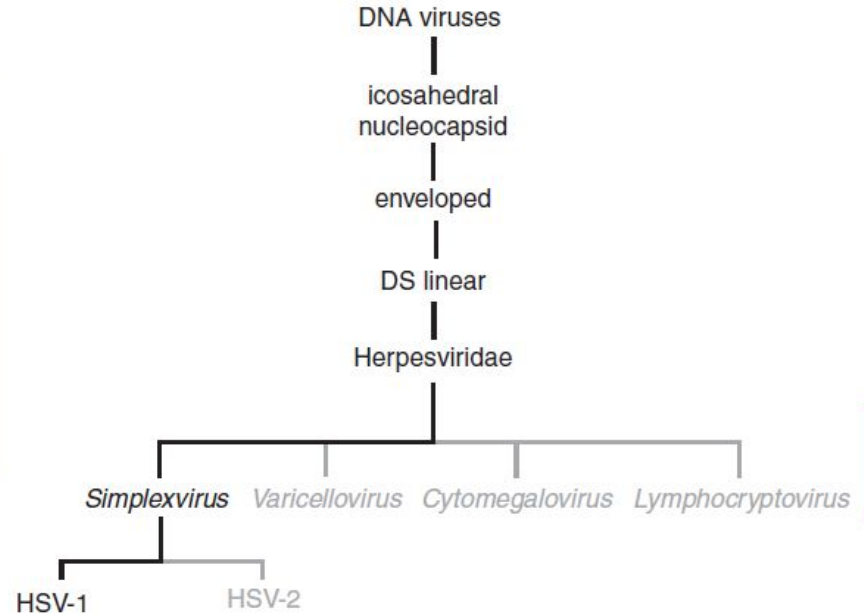 DNA viruses
icosahedral
nucleocapsid
enveloped
DS linear
Herpesviridae
Simplexvirus Varicellovirus Cytomegalovirus Lymphocryptovirus
HSV-1 HSV-2